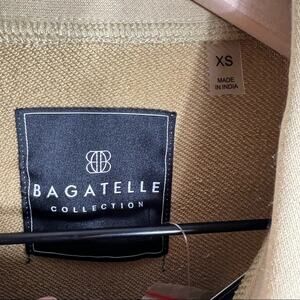 XS
MADE
IN INDIA
BAGATELLE
COLLECTION